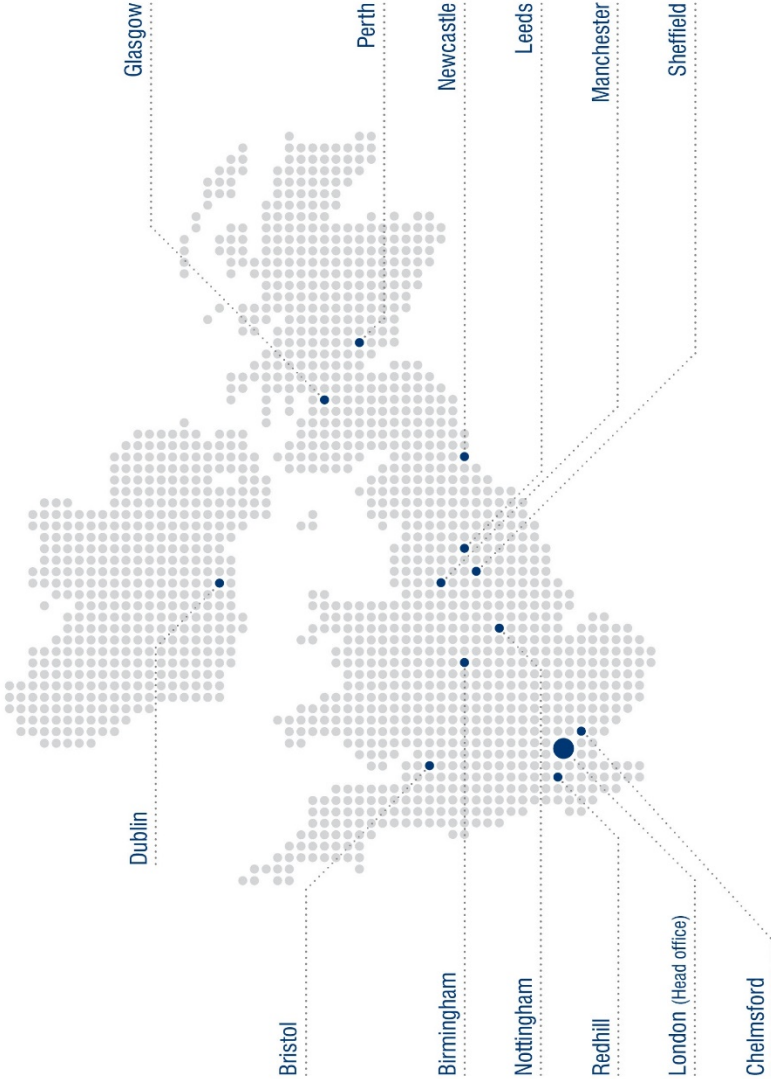 Glasgow
Perth
Newcastle
Leeds
Manchester
Sheffield
Dublin
Bristol
Birmingham
Nottingham
Redhill
London (Head office)
Chelmsford